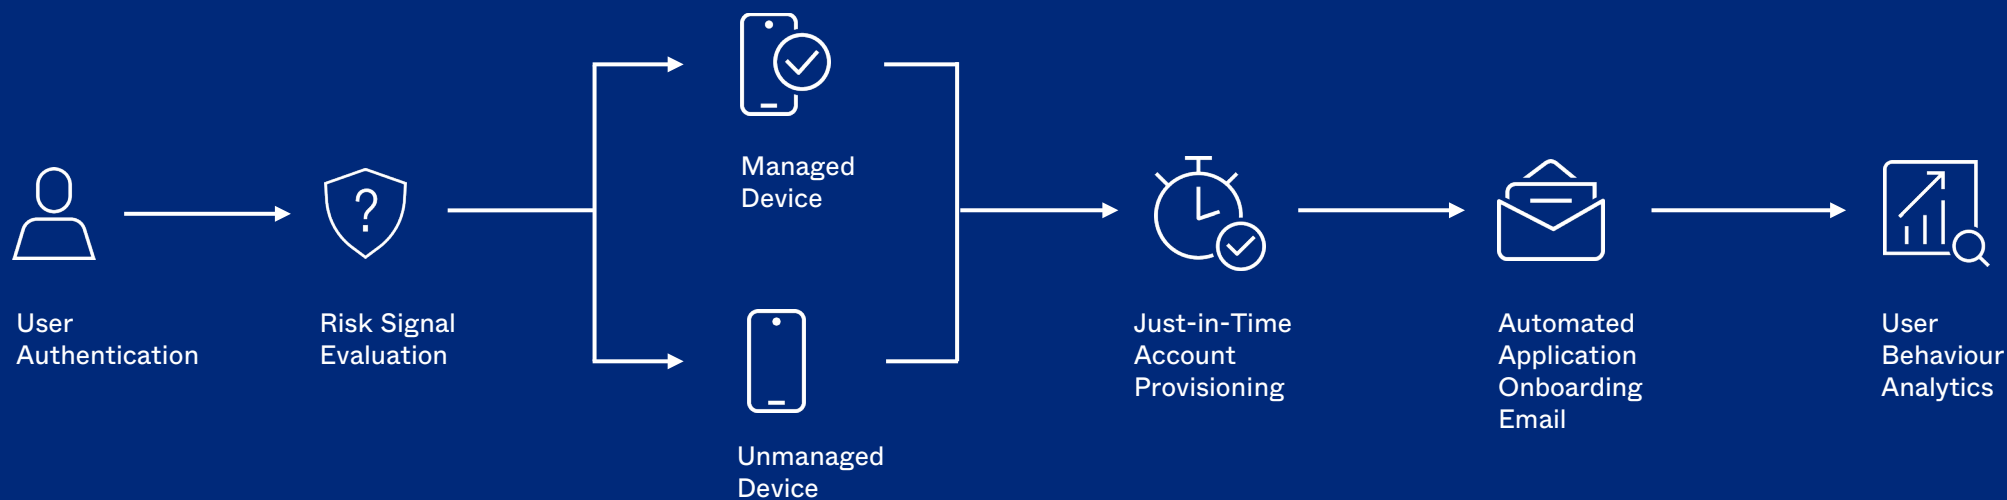 User
Authentication
Risk Signal
Evaluation
?
Managed
Device
Unmanaged
Device
Just-in-Time
Account
Provisioning
Automated
Application
Onboarding
Email
User
Behaviour
Analytics